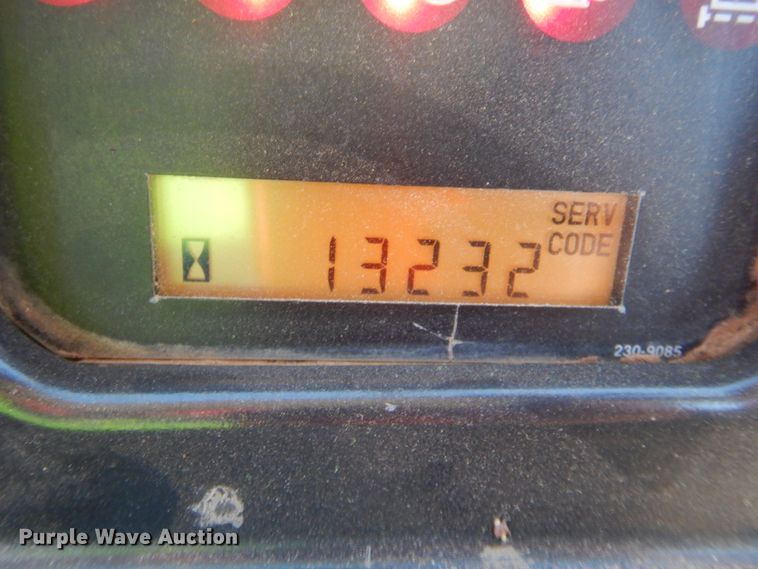 SERV
CODE
13232
230-9085
Purple Wave Auction